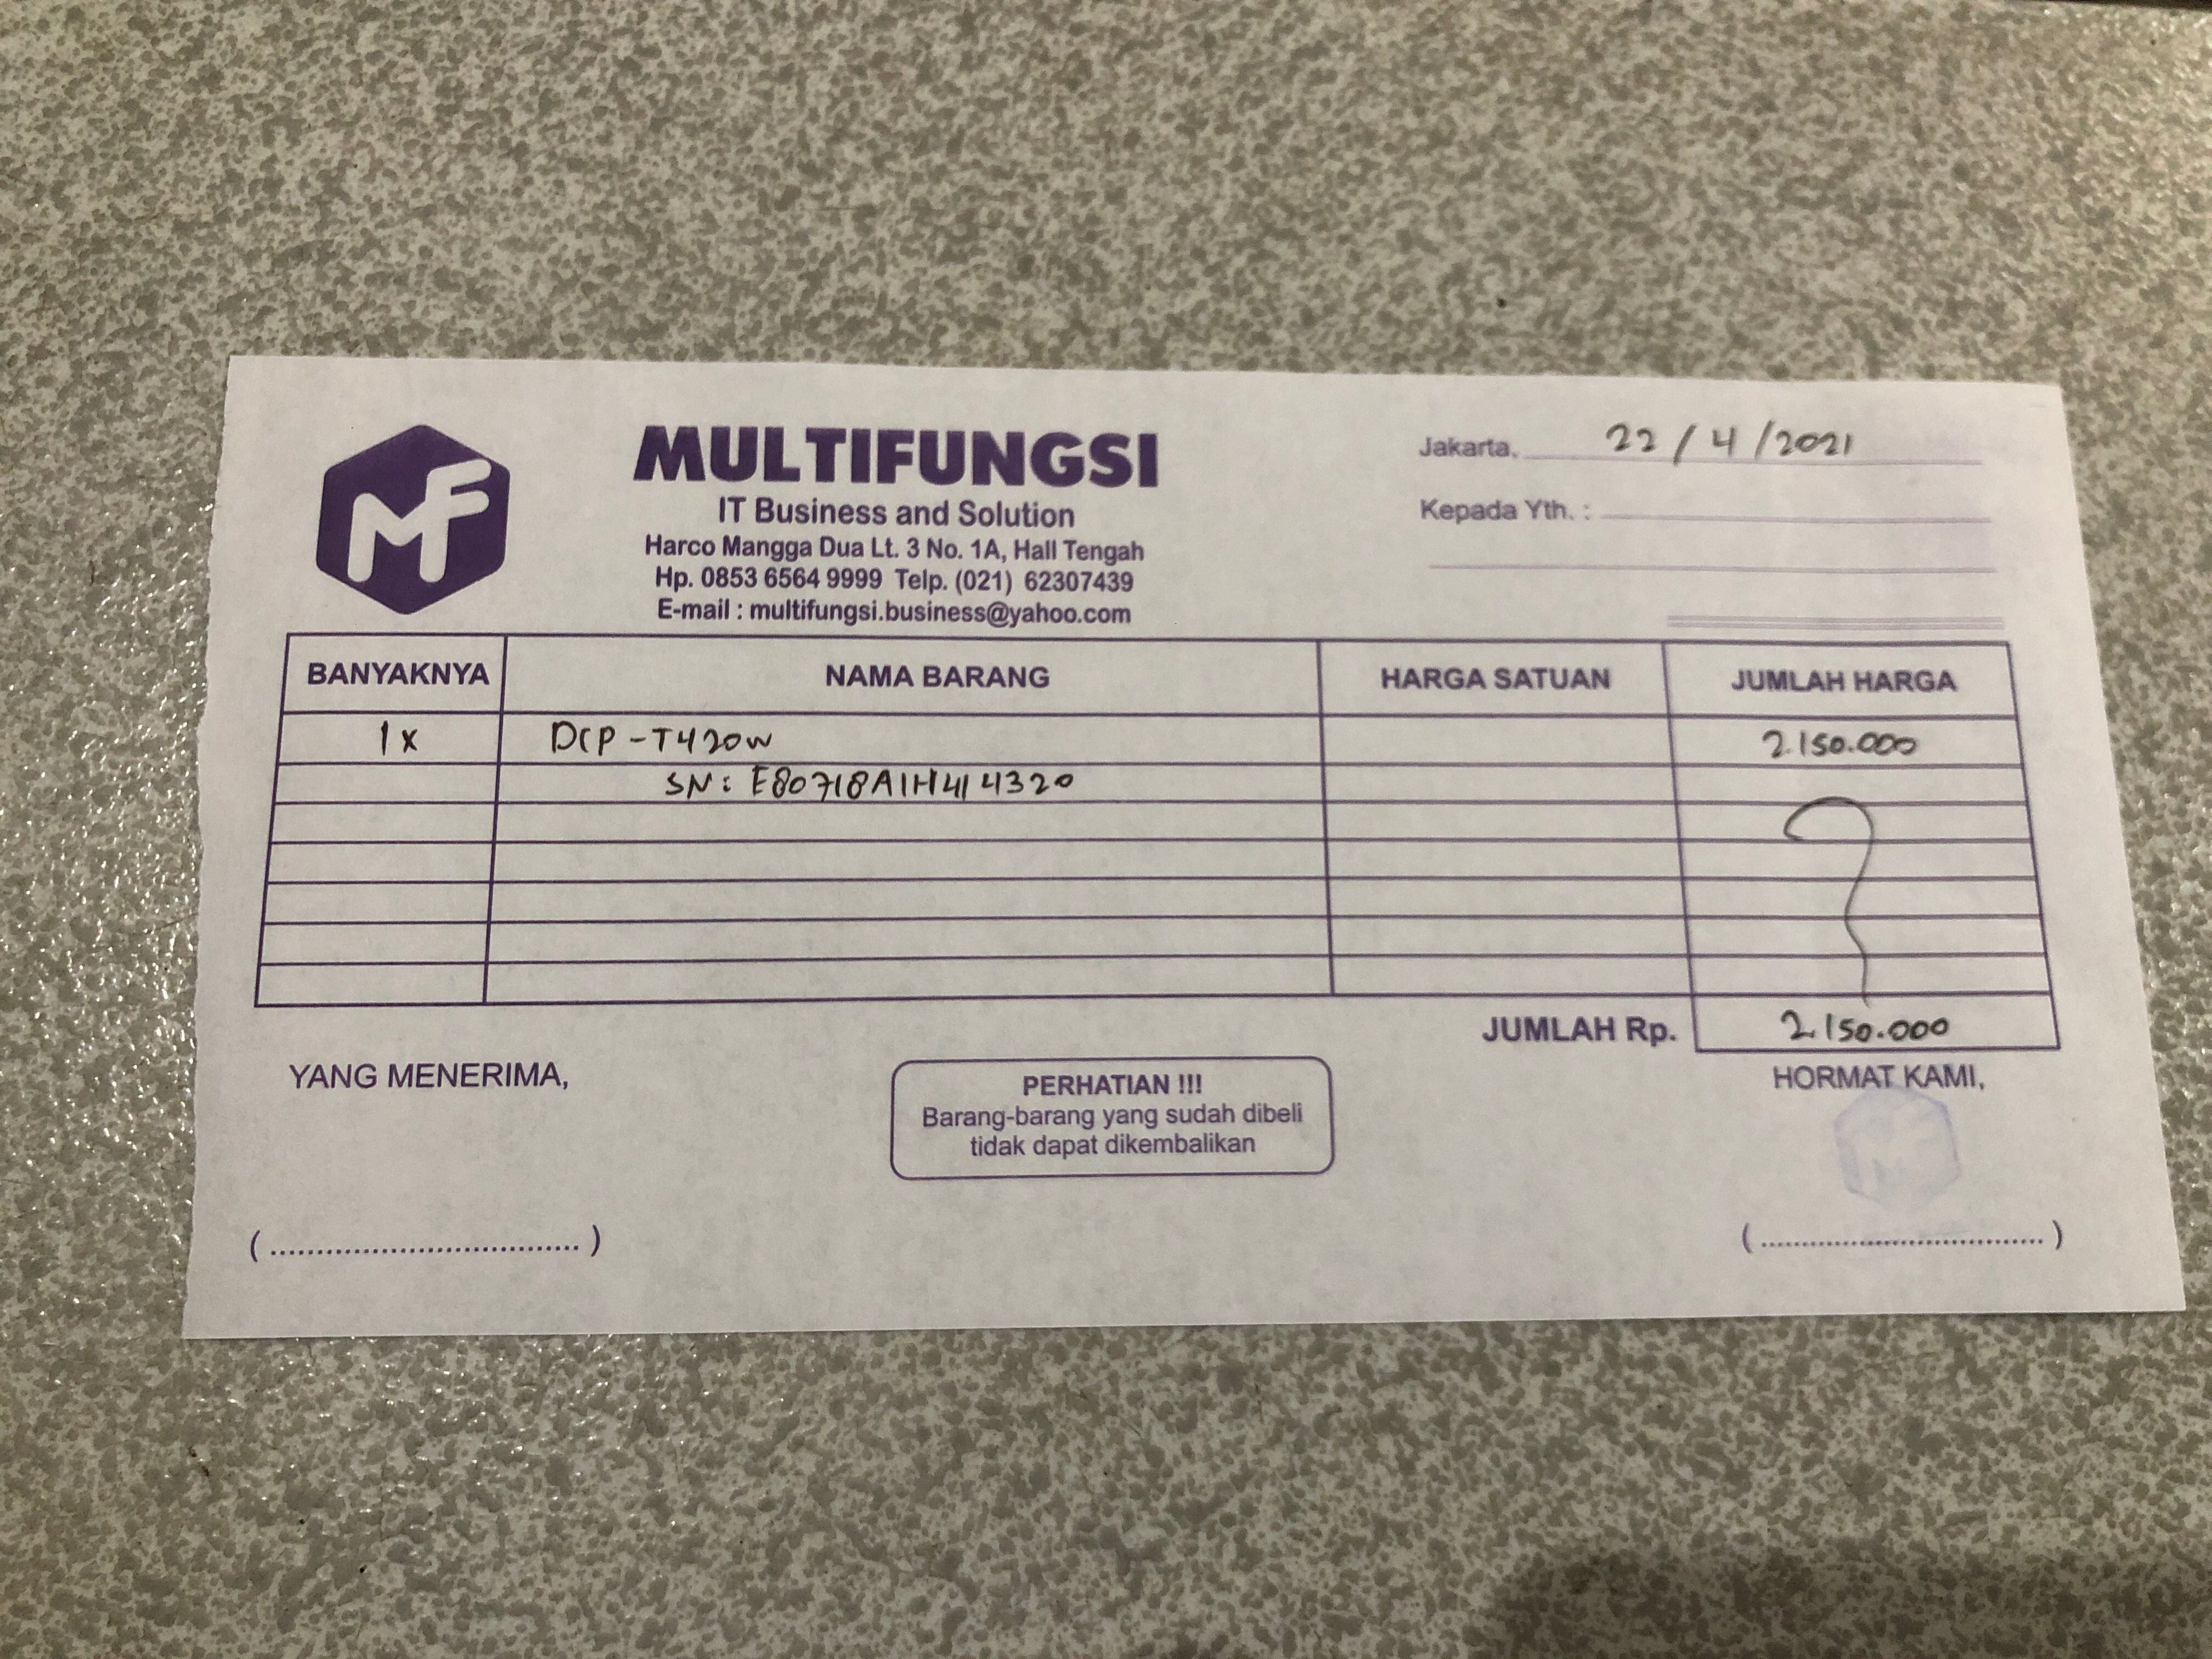 MF
MULTIFUNGSI
IT Business and Solution
Harco Mangga Dua Lt. 3 No. 1A, Hall Tengah
Hp. 0853 6564 9999 Telp. (021) 62307439
E-mail : multifungsi.business@yahoo.com
Jakarta, 22 / 4 / 2021
Kepada Yth. :
BANYAKNYA NAMA BARANG HARGA SATUAN JUMLAH HARGA
1x DCP-T420W 2.150.000
SN: E80718A1H414320
JUMLAH Rp. 2.150.000
YANG MENERIMA,
PERHATIAN !!!
Barang-barang yang sudah dibeli
tidak dapat dikembalikan
HORMAT KAMI,
MF
(..................................) (..................................)